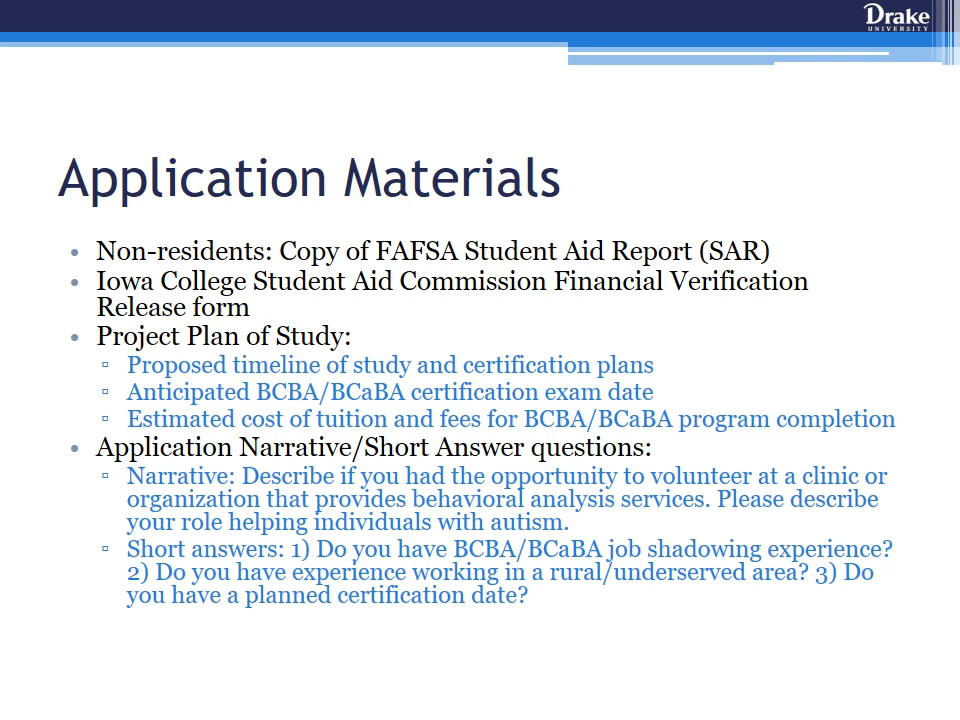 Drake
UNIVERSITY
Application Materials
• Non-residents: Copy of FAFSA Student Aid Report (SAR)
• Iowa College Student Aid Commission Financial Verification
Release form
• Project Plan of Study:
▫ Proposed timeline of study and certification plans
▫ Anticipated BCBA/BCaBA certification exam date
▫ Estimated cost of tuition and fees for BCBA/BCaBA program completion
• Application Narrative/Short Answer questions:
▫ Narrative: Describe if you had the opportunity to volunteer at a clinic or
organization that provides behavioral analysis services. Please describe
your role helping individuals with autism.
▫ Short answers: 1) Do you have BCBA/BCaBA job shadowing experience?
2) Do you have experience working in a rural/underserved area? 3) Do
you have a planned certification date?